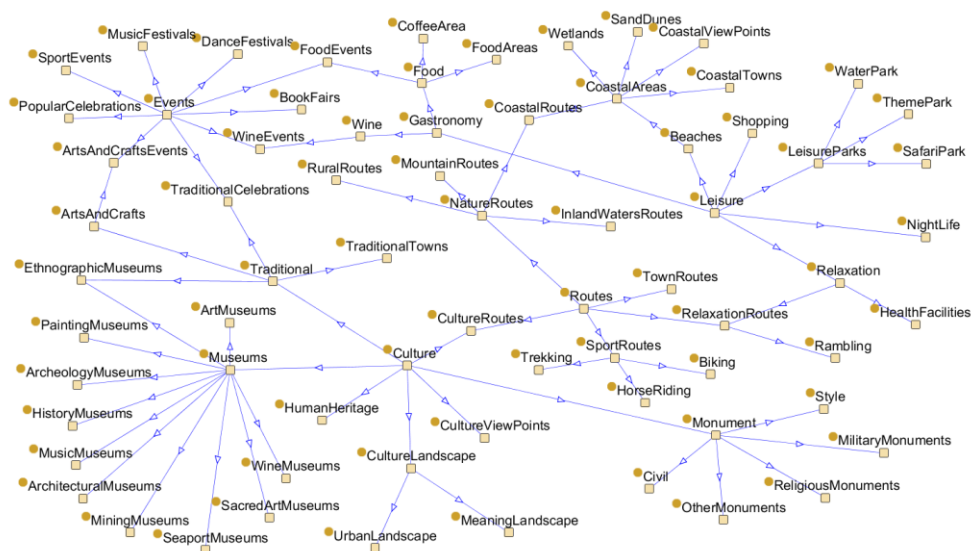 MusicFestivals
DanceFestivals
FoodEvents
CoffeeArea
FoodAreas
SportEvents
Food
PopularCelebrations
Events
BookFairs
WineEvents
Wine
Gastronomy
ArtsAndCraftsEvents
TraditionalCelebrations
ArtsAndCrafts
Wetlands
SandDunes
CoastalViewPoints
CoastalAreas
CoastalTowns
CoastalRoutes
Beaches
Shopping
WaterPark
ThemePark
LeisureParks
SafariPark
Leisure
NightLife
RuralRoutes
MountainRoutes
NatureRoutes
InlandWatersRoutes
TraditionalTowns
EthnographicMuseums
Traditional
Relaxation
HealthFacilities
Routes
TownRoutes
RelaxationRoutes
Rambling
CultureRoutes
SportRoutes
Trekking
Biking
HorseRiding
ArtMuseums
PaintingMuseums
Museums
Culture
ArcheologyMuseums
HistoryMuseums
MusicMuseums
ArchitecturalMuseums
MiningMuseums
SeaportMuseums
SacredArtMuseums
WineMuseums
HumanHeritage
CultureViewPoints
CultureLandscape
UrbanLandscape
MeaningLandscape
Monument
Style
MilitaryMonuments
Civil
ReligiousMonuments
OtherMonuments